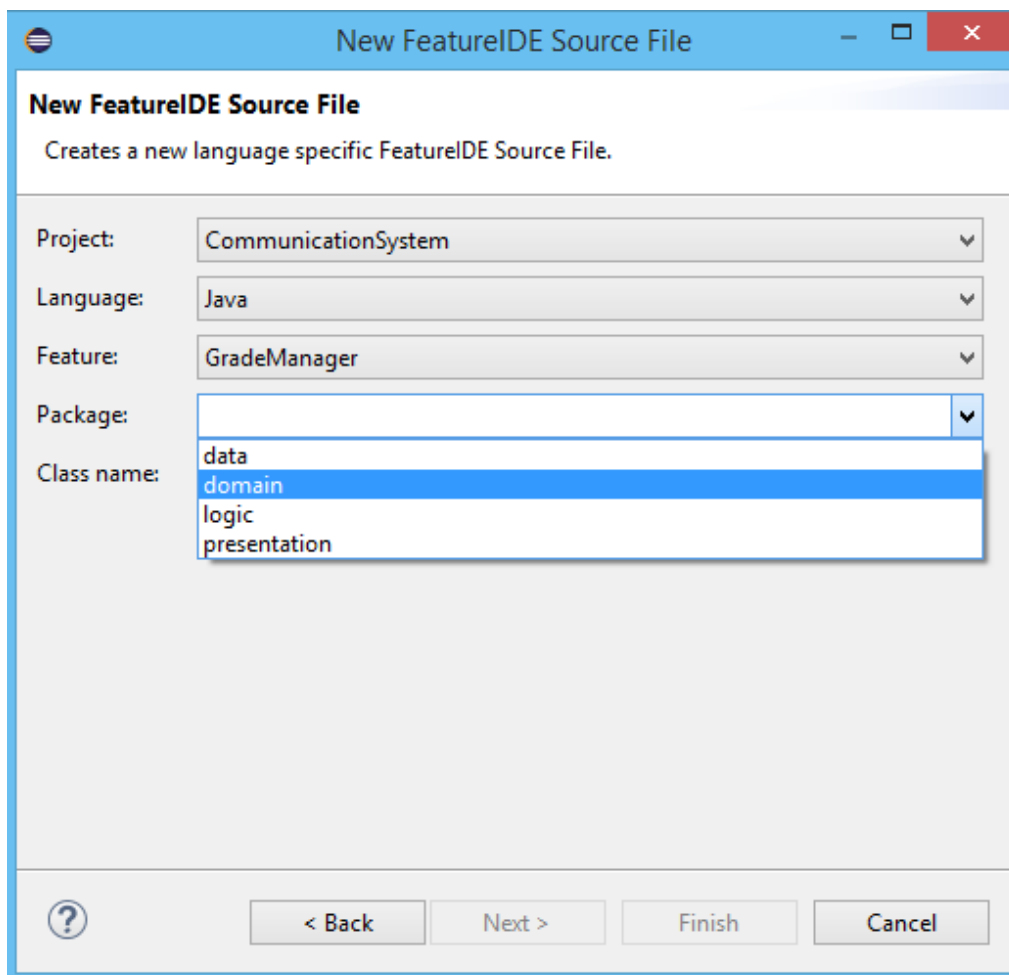 New FeatureIDE Source File
New FeatureIDE Source File
Creates a new language specific FeatureIDE Source File.
Project: CommunicationSystem
Language: Java
Feature: GradeManager
Package:
data
Class name:
domain
logic
presentation
? < Back Next > Finish Cancel